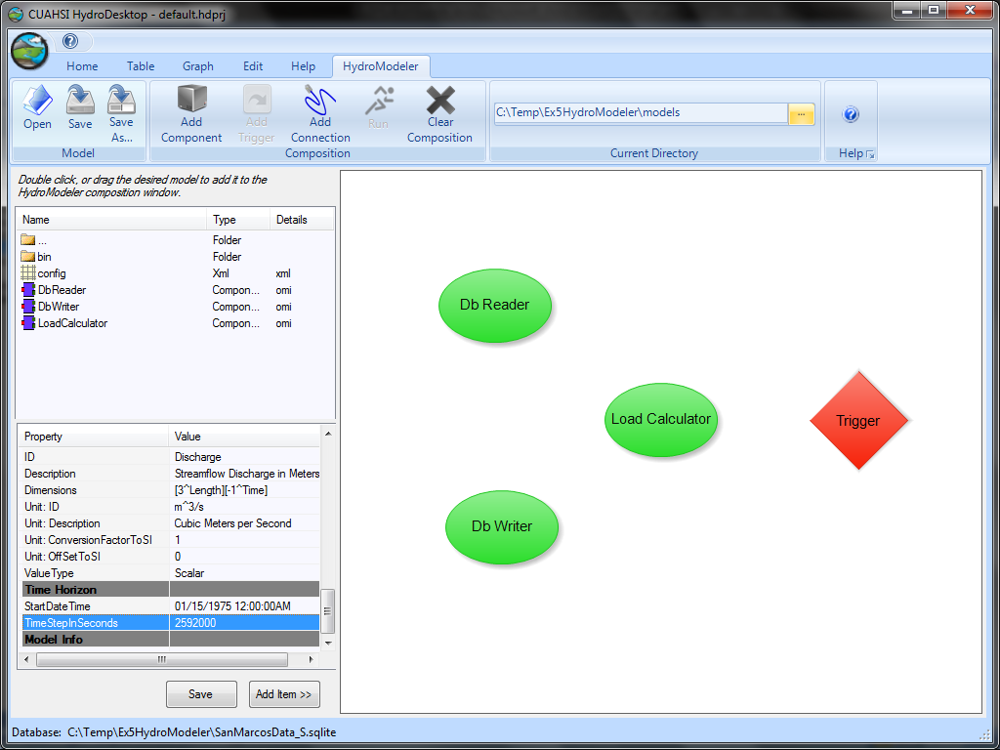 CUAHSI HydroDesktop - default.hdprj
Home Table Graph Edit Help HydroModeler
Open Save Save As... Add Component Add Trigger Add Connection Run Clear Composition
C:\Temp\Ex5HydroModeler\models ...
Model Composition Current Directory Help
Double click, or drag the desired model to add it to the
HydroModeler composition window.
Name Type Details
... Folder
bin Folder
config Xml xml
DbReader Compon... omi
DbWriter Compon... omi
LoadCalculator Compon... omi
Property Value
ID Discharge
Description Streamflow Discharge in Meters
Dimensions [3^Length][-1^Time]
Unit: ID m^3/s
Unit: Description Cubic Meters per Second
Unit: ConversionFactorToSI 1
Unit: OffSetToSI 0
ValueType Scalar
Time Horizon
StartDateTime 01/15/1975 12:00:00AM
TimeStepInSeconds 2592000
Model Info
Save Add Item >>
Db Reader
Load Calculator
Trigger
Db Writer
Database: C:\Temp\Ex5HydroModeler\SanMarcosData_S.sqlite